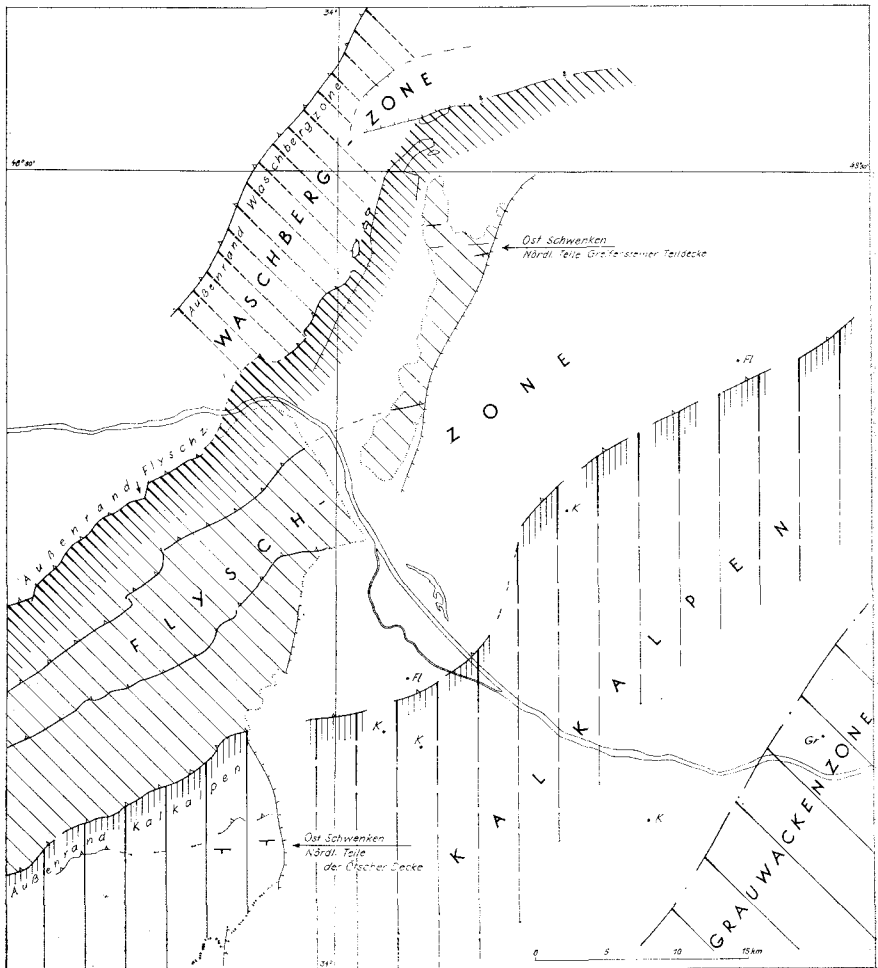 34°
ZONE
Außenrand Waschbergzone
WASCHBERG
48°30'
48°30'
Ost Schwenken
Nördl. Teile Greifensteiner Teildecke
ZONE
Fl
Außenrand Flyschz.
K
FLYSCH-
KALKALPEN
Fl
K
K
Gr
K
Außenrand Kalkalpen
Ost Schwenken
Nördl. Teile
der Ötscher Decke
GRAUWACKENZONE
34°
0 5 10 15km